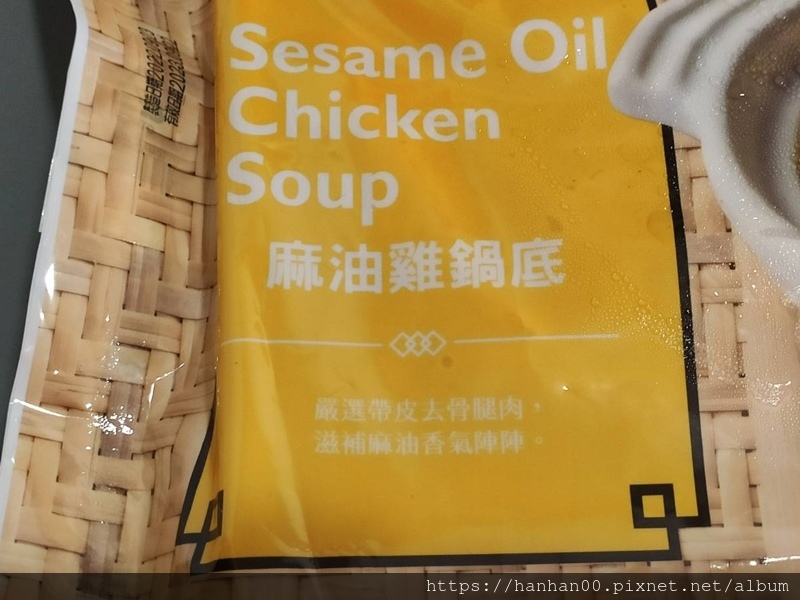 Sesame Oil
Chicken
Soup
麻油雞鍋底
嚴選帶皮去骨腿肉，
滋補麻油香氣陣陣。
https://hanhan00.pixnet.net/album